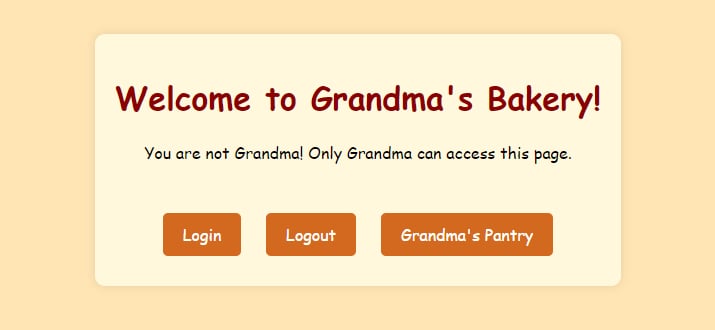 Welcome to Grandma's Bakery!
You are not Grandma! Only Grandma can access this page.
Login Logout Grandma's Pantry